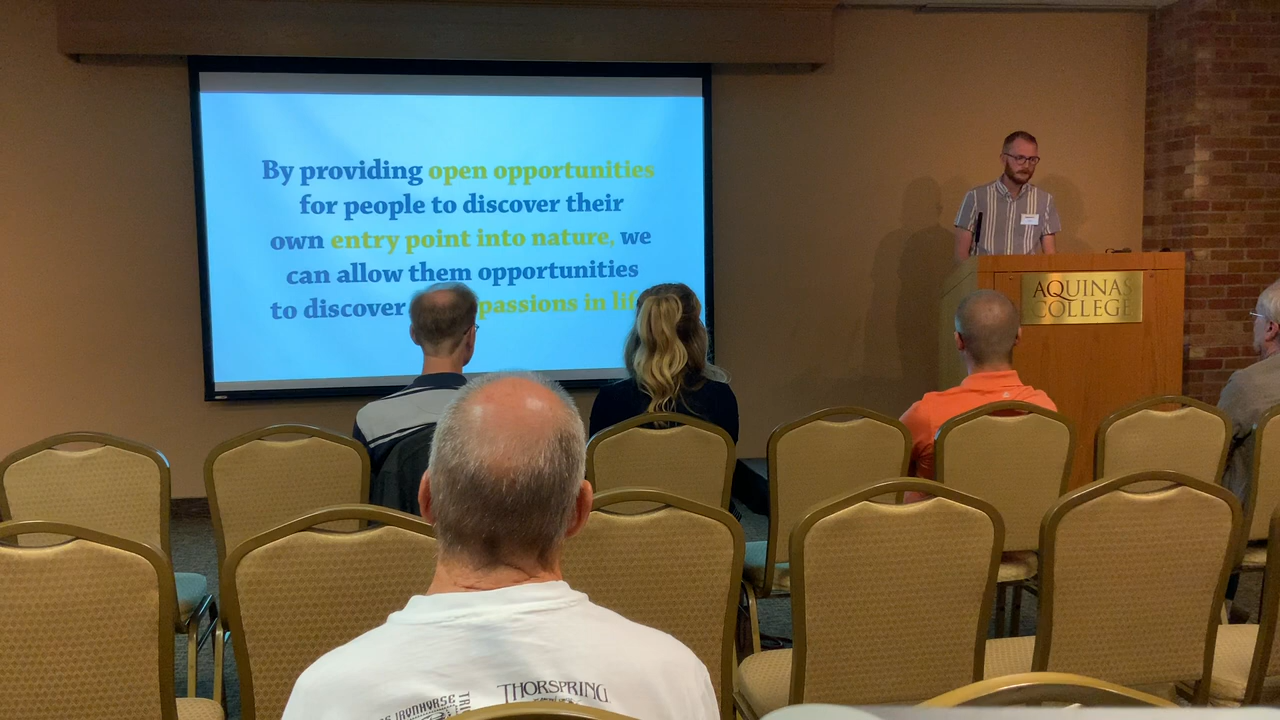 By providing open opportunities
for people to discover their
own entry point into nature, we
can allow them opportunities
to discover passions in
AQUINAS
COLLEGE
THORSPRING